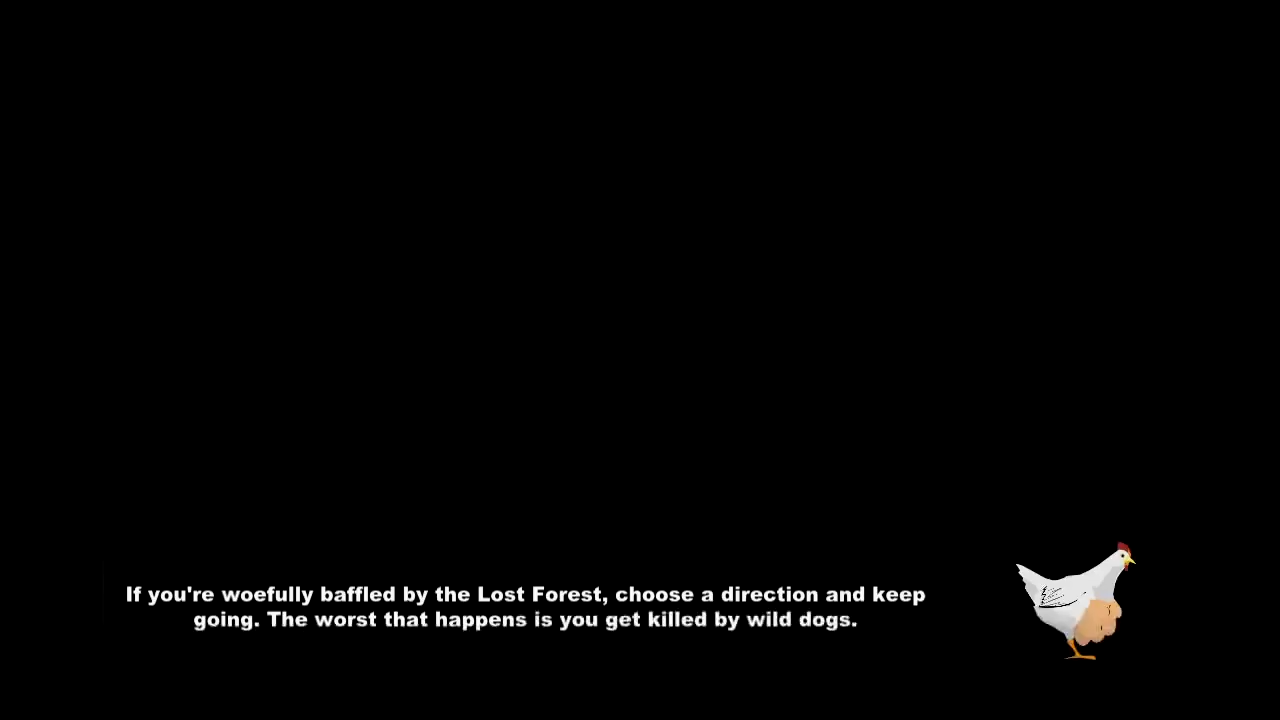 If you're woefully baffled by the Lost Forest, choose a direction and keep
going. The worst that happens is you get killed by wild dogs.